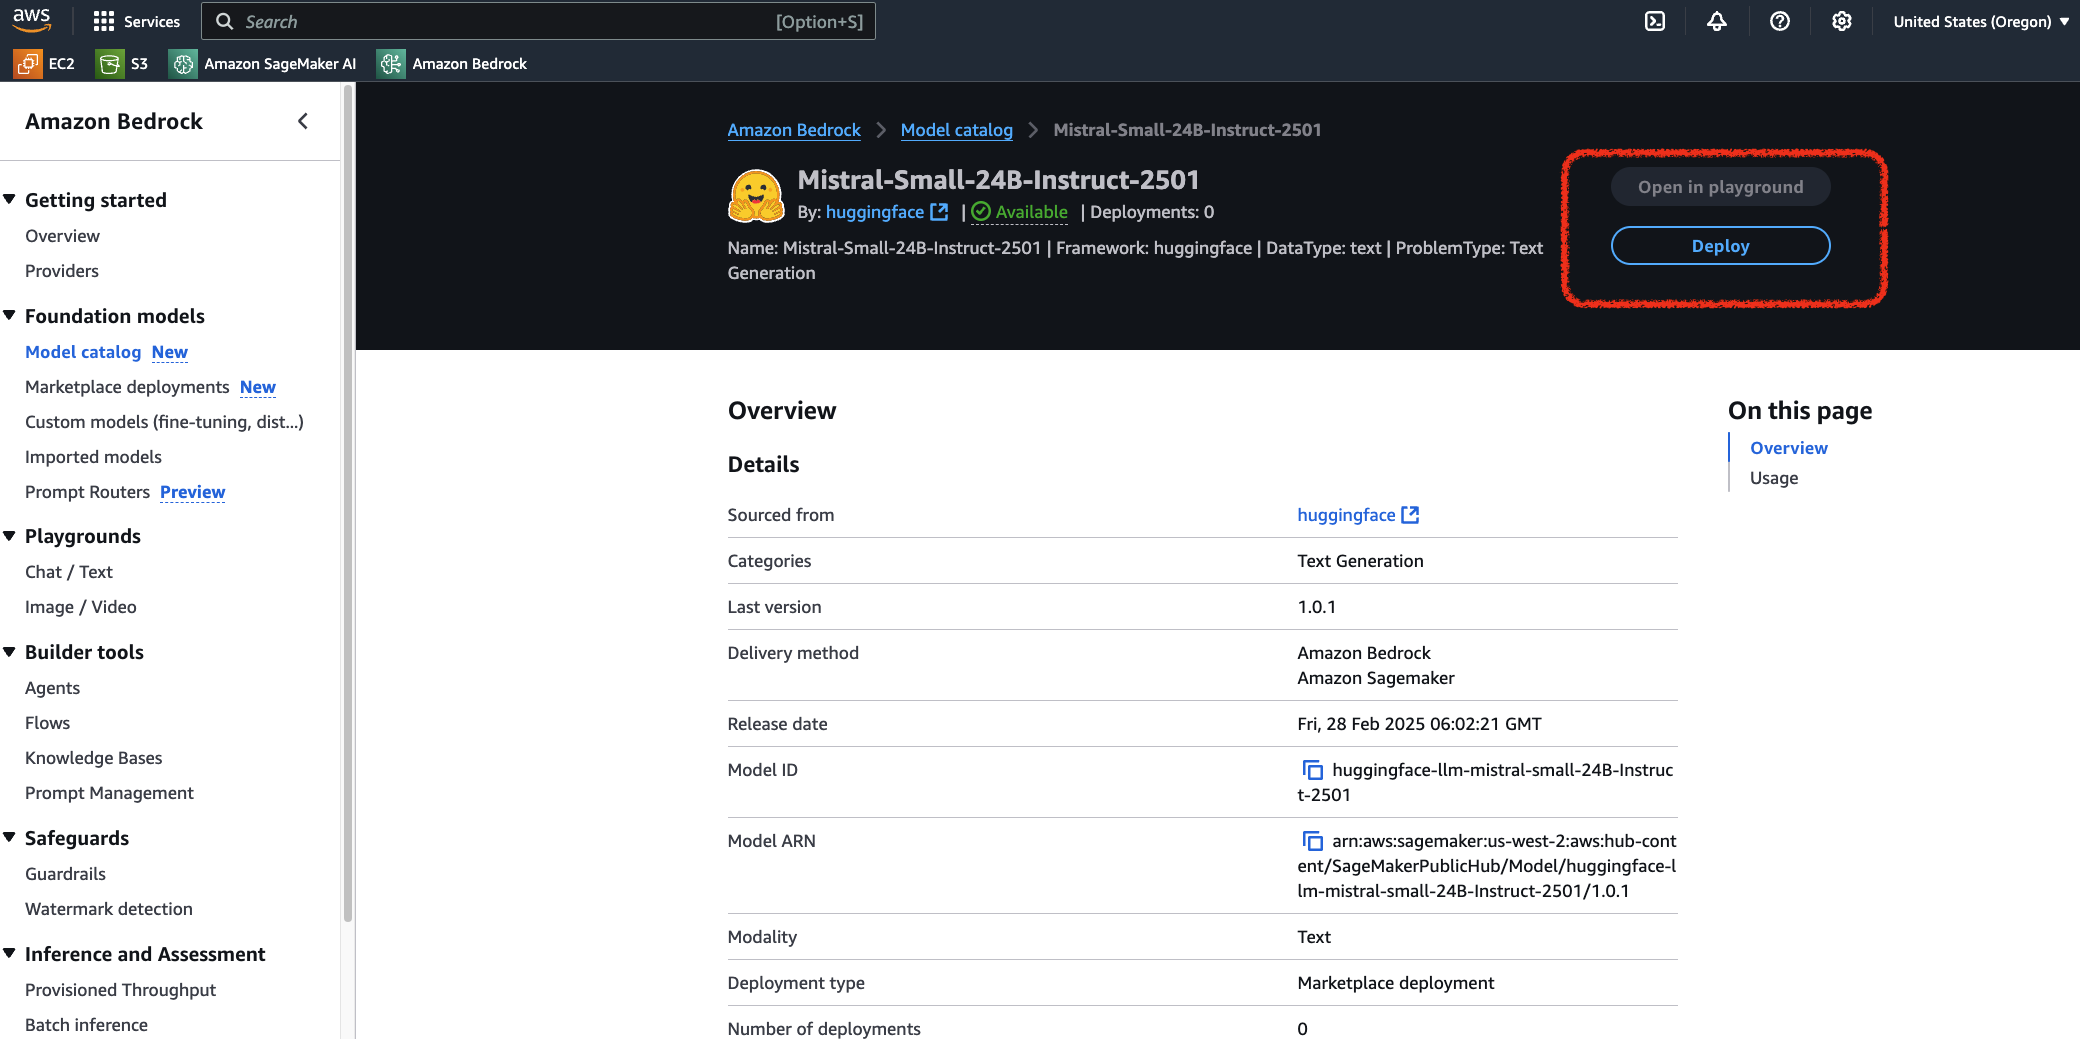 aws
Services
Search
[Option+S]
United States (Oregon)
EC2
S3
Amazon SageMaker AI
Amazon Bedrock
Amazon Bedrock
Getting started
Overview
Providers
Foundation models
Model catalog New
Marketplace deployments New
Custom models (fine-tuning, dist...)
Imported models
Prompt Routers Preview
Playgrounds
Chat / Text
Image / Video
Builder tools
Agents
Flows
Knowledge Bases
Prompt Management
Safeguards
Guardrails
Watermark detection
Inference and Assessment
Provisioned Throughput
Batch inference
Amazon Bedrock > Model catalog > Mistral-Small-24B-Instruct-2501
Mistral-Small-24B-Instruct-2501
By: huggingface | Available | Deployments: 0
Name: Mistral-Small-24B-Instruct-2501 | Framework: huggingface | DataType: text | ProblemType: Text
Generation
Open in playground
Deploy
Overview
Details
Sourced from huggingface
Categories Text Generation
Last version 1.0.1
Delivery method Amazon Bedrock
Amazon Sagemaker
Release date Fri, 28 Feb 2025 06:02:21 GMT
Model ID huggingface-llm-mistral-small-24B-Instruc
t-2501
Model ARN arn:aws:sagemaker:us-west-2:aws:hub-cont
ent/SageMakerPublicHub/Model/huggingface-l
lm-mistral-small-24B-Instruct-2501/1.0.1
Modality Text
Deployment type Marketplace deployment
Number of deployments 0
On this page
Overview
Usage